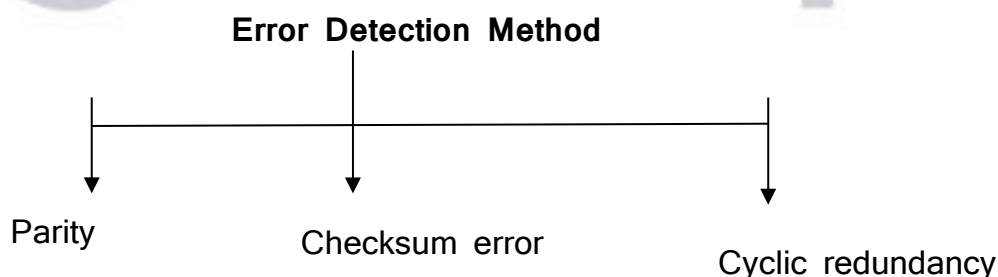 Error Detection Method
Parity
Checksum error
Cyclic redundancy